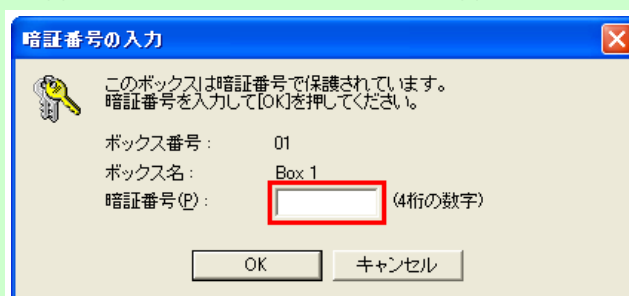 暗証番号の入力
このボックスは暗証番号で保護されています。
暗証番号を入力して[OK]を押してください。
ボックス番号: 01
ボックス名: Box 1
暗証番号(P): (4桁の数字)
OK キャンセル